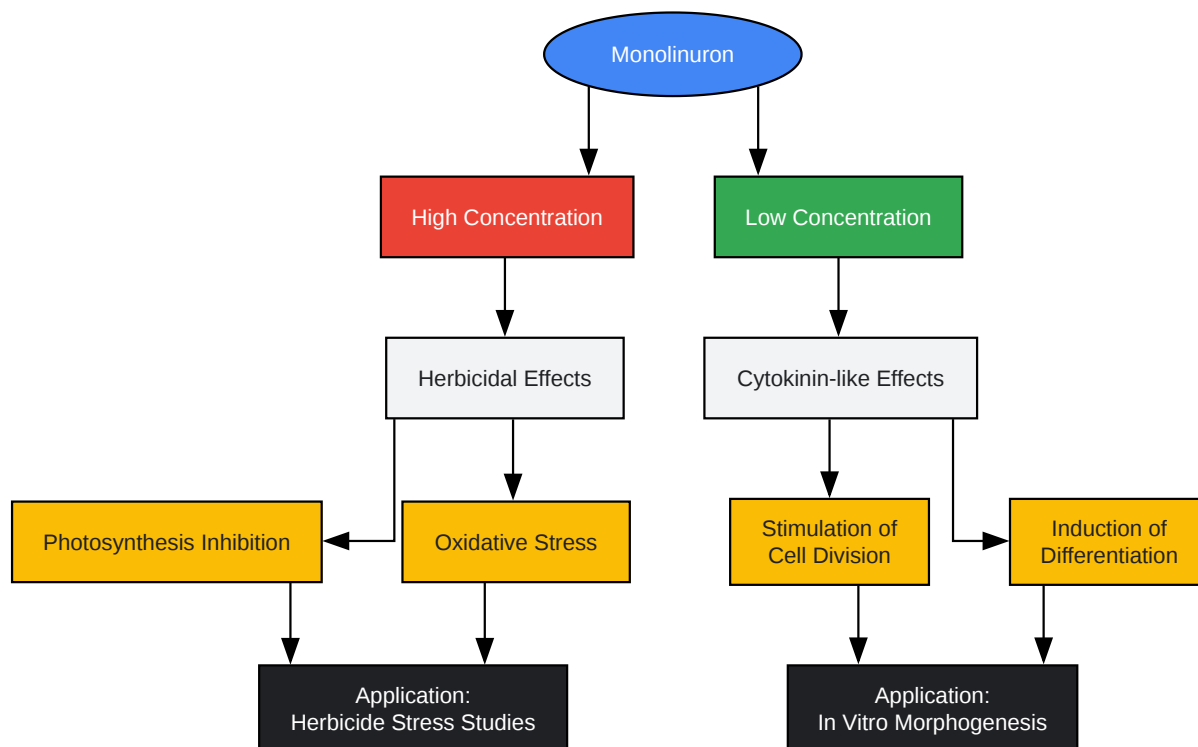 Monolinuron
High Concentration
Low Concentration
Herbicidal Effects
Cytokinin-like Effects
Photosynthesis Inhibition
Oxidative Stress
Stimulation of
Cell Division
Induction of
Differentiation
Application:
Herbicide Stress Studies
Application:
In Vitro Morphogenesis